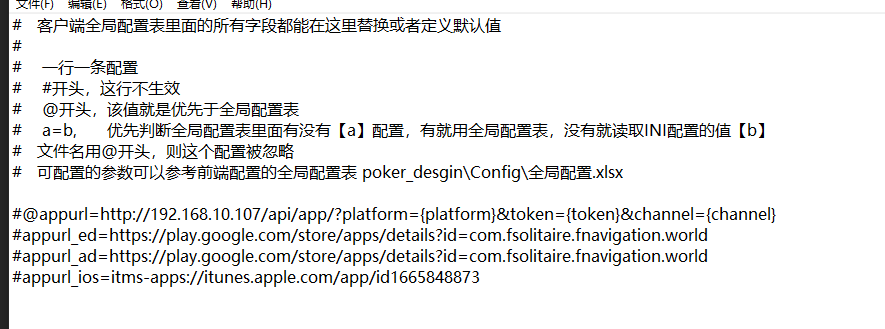 文件(F) 编辑(E) 格式(O) 查看(V) 帮助(H)
# 客户端全局配置表里面的所有字段都能在这里替换或者定义默认值
#
# 一行一条配置
# #开头，这行不生效
# @开头，该值就是优先于全局配置表
# a=b, 优先判断全局配置表里面有没有【a】配置，有就用全局配置表，没有就读取INI配置的值【b】
# 文件名用@开头，则这个配置被忽略
# 可配置的参数可以参考前端配置的全局配置表 poker_desgin\Config\全局配置.xlsx
#@appurl=http://192.168.10.107/api/app/?platform={platform}&token={token}&channel={channel}
#appurl_ed=https://play.google.com/store/apps/details?id=com.fsolitaire.fnavigation.world
#appurl_ad=https://play.google.com/store/apps/details?id=com.fsolitaire.fnavigation.world
#appurl_ios=itms-apps://itunes.apple.com/app/id1665848873